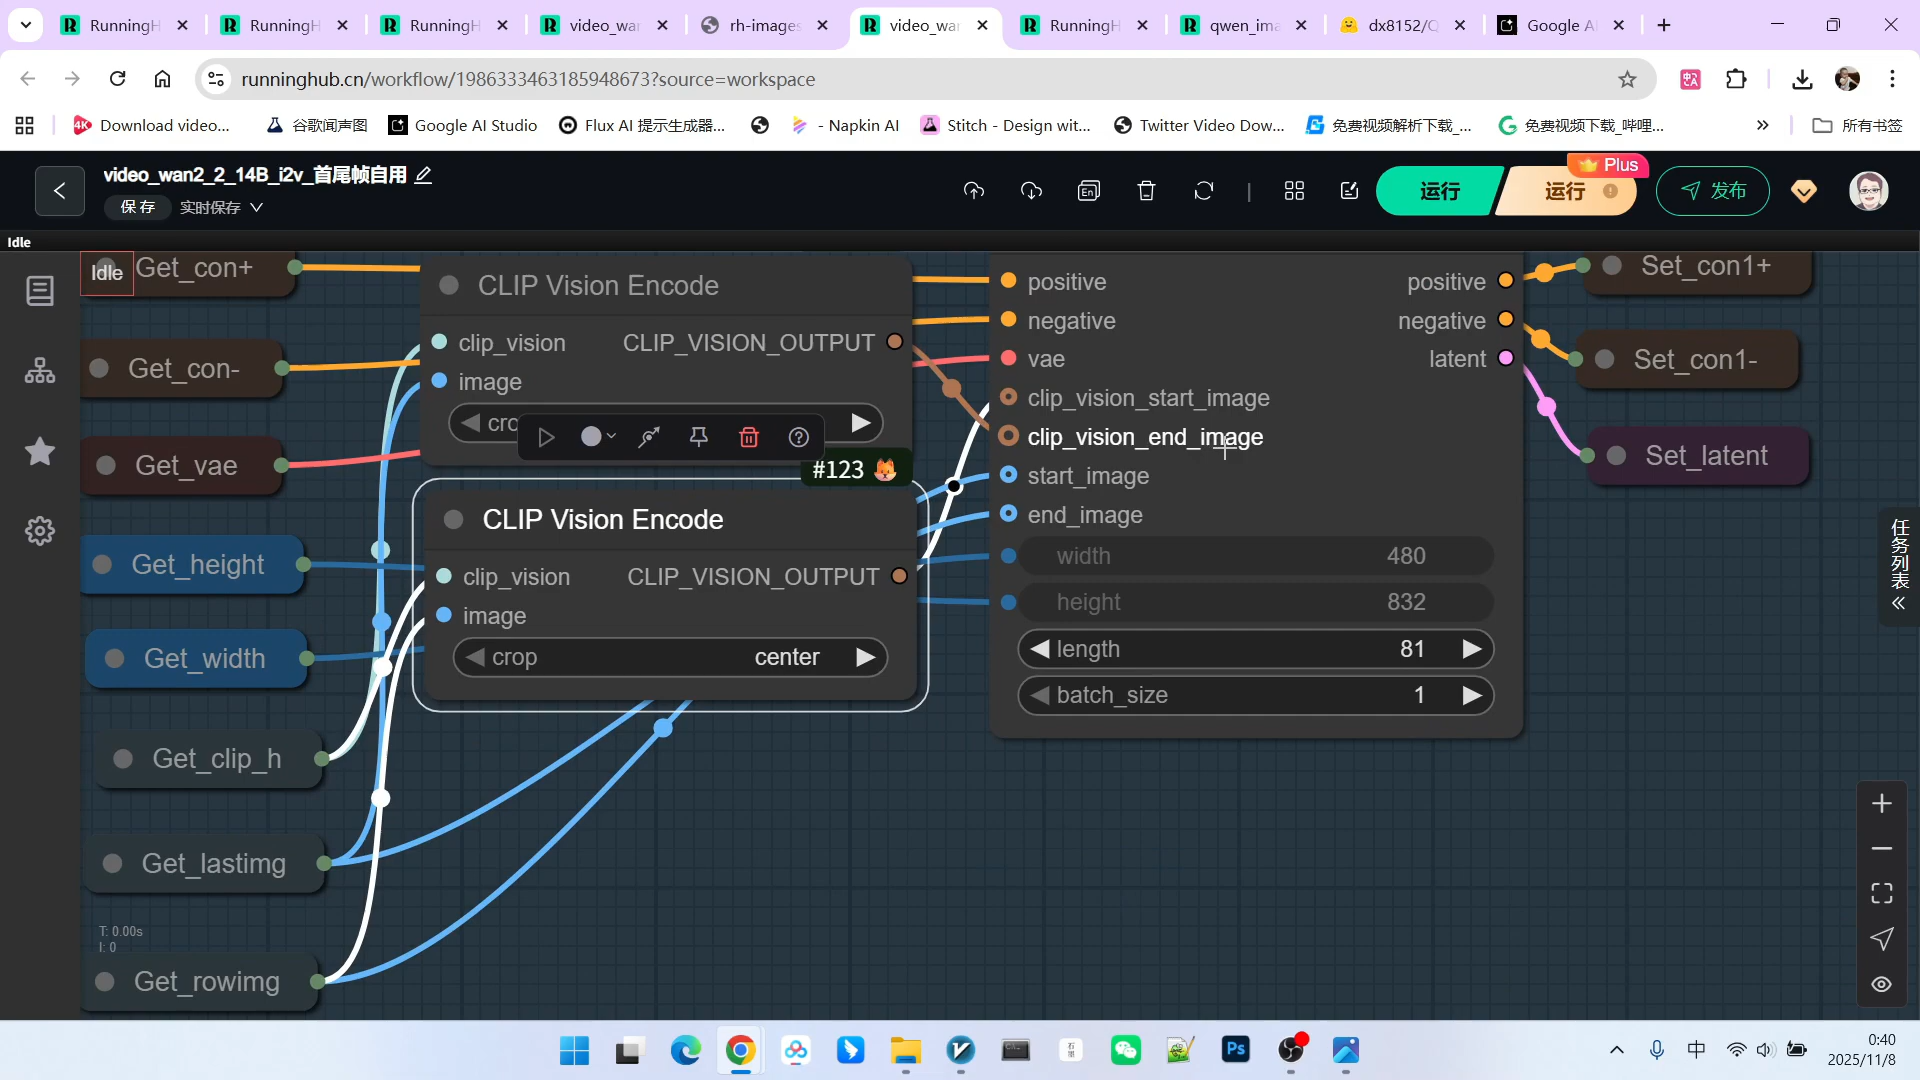 RunningH
RunningH
RunningH
video_wan
rh-images
video_wan
RunningH
qwen_ima
dx8152/Q
Google A
runninghub.cn/workflow/1986333463185948673?source=workspace
Download video...
谷歌闻声图
Google AI Studio
Flux AI 提示生成器...
- Napkin AI
Stitch - Design wit...
Twitter Video Dow...
免费视频解析下载_...
免费视频下载_哔哩...
所有书签
video_wan2_2_14B_i2v_首尾帧自用
保存
实时保存
En
运行
运行
Plus
发布
Idle
Idle
Get_con+
Get_con-
Get_vae
Get_height
Get_width
Get_clip_h
Get_lastimg
T: 0.00s
I: 0
Get_rowimg
CLIP Vision Encode
clip_vision
CLIP_VISION_OUTPUT
image
cro
#123
CLIP Vision Encode
clip_vision
CLIP_VISION_OUTPUT
image
crop
center
positive
positive
negative
negative
vae
latent
clip_vision_start_image
clip_vision_end_image
start_image
end_image
width
480
height
832
length
81
batch_size
1
Set_con1+
Set_con1-
Set_latent
任务列表
Ps
中
0:40
2025/11/8